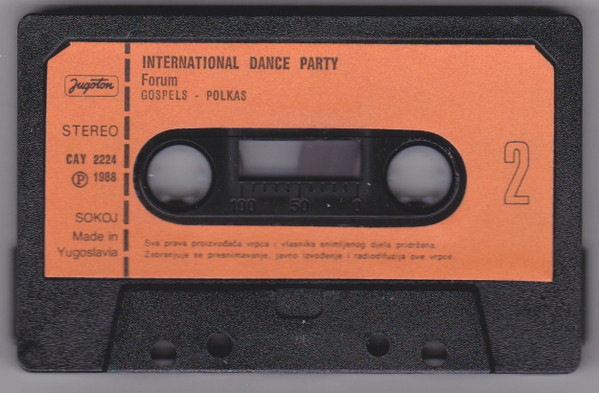 INTERNATIONAL DANCE PARTY
Forum
GOSPELS - POLKAS
Jugoton
STEREO
CAY 2224
Ⓟ 1988
SOKOJ
Made in
Yugoslavia
2
100 50 0
Sva prava proizvođača vrpce i vlasnika snimljenog djela pridržana.
Zabranjuje se presnimavanje, javno izvođenje i radiodifuzija ove vrpce.